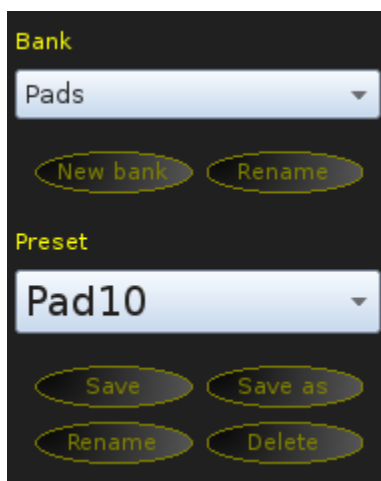 Bank
Pads
New bank Rename
Preset
Pad10
Save Save as
Rename Delete